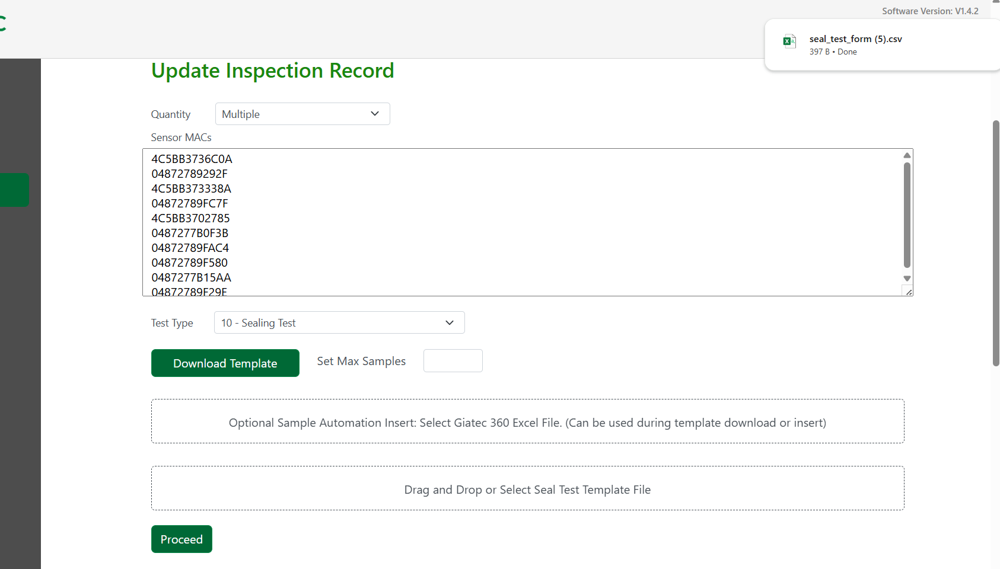 Software Version: V1.4.2
seal_test_form (5).csv
397 B • Done
Update Inspection Record
Quantity
Multiple
Sensor MACs
4C5BB3736C0A
04872789292F
4C5BB373338A
04872789FC7F
4C5BB3702785
0487277B0F3B
04872789FAC4
04872789F580
0487277B15AA
Test Type
10 - Sealing Test
Download Template
Set Max Samples
Optional Sample Automation Insert: Select Giatec 360 Excel File. (Can be used during template download or insert)
Drag and Drop or Select Seal Test Template File
Proceed